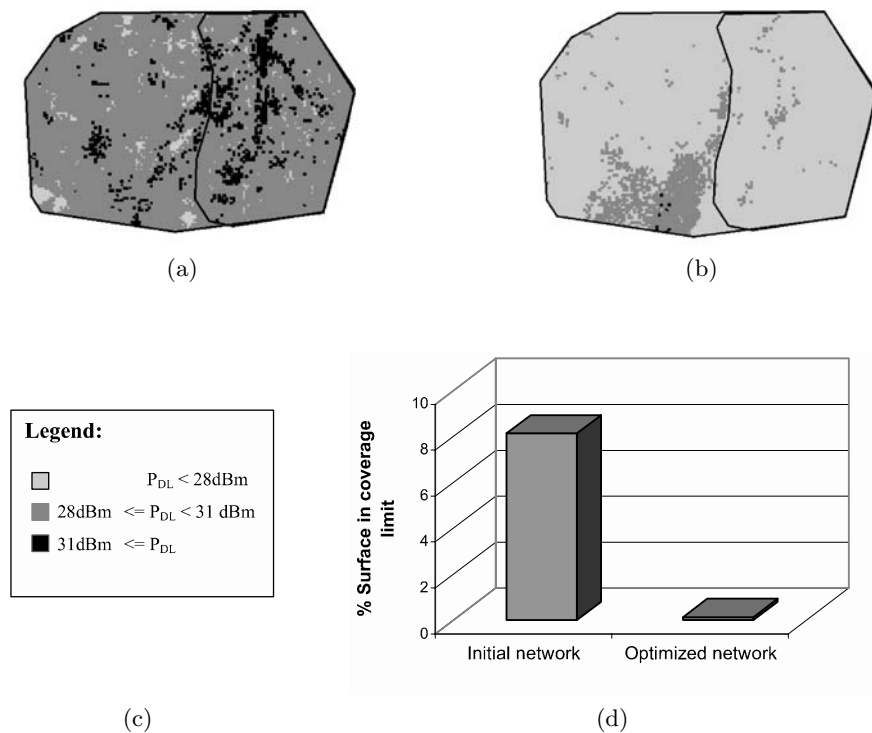 (a)
(b)
Legend:
P_DL < 28dBm
28dBm <= P_DL < 31 dBm
31dBm <= P_DL
(c)
% Surface in coverage
limit
10
8
6
4
2
0
Initial network
Optimized network
(d)